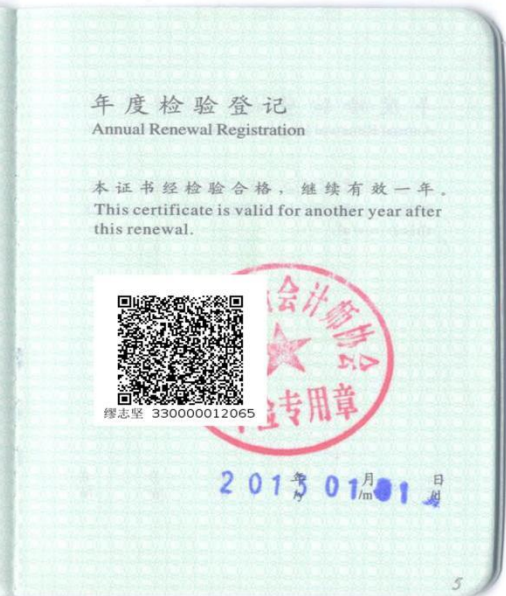 年度检验登记
Annual Renewal Registration
本证书经检验合格，继续有效一年。
This certificate is valid for another year after
this renewal.
会计师协会
专用章
缪志坚 330000012065
年 月 日
/y /m /d
5